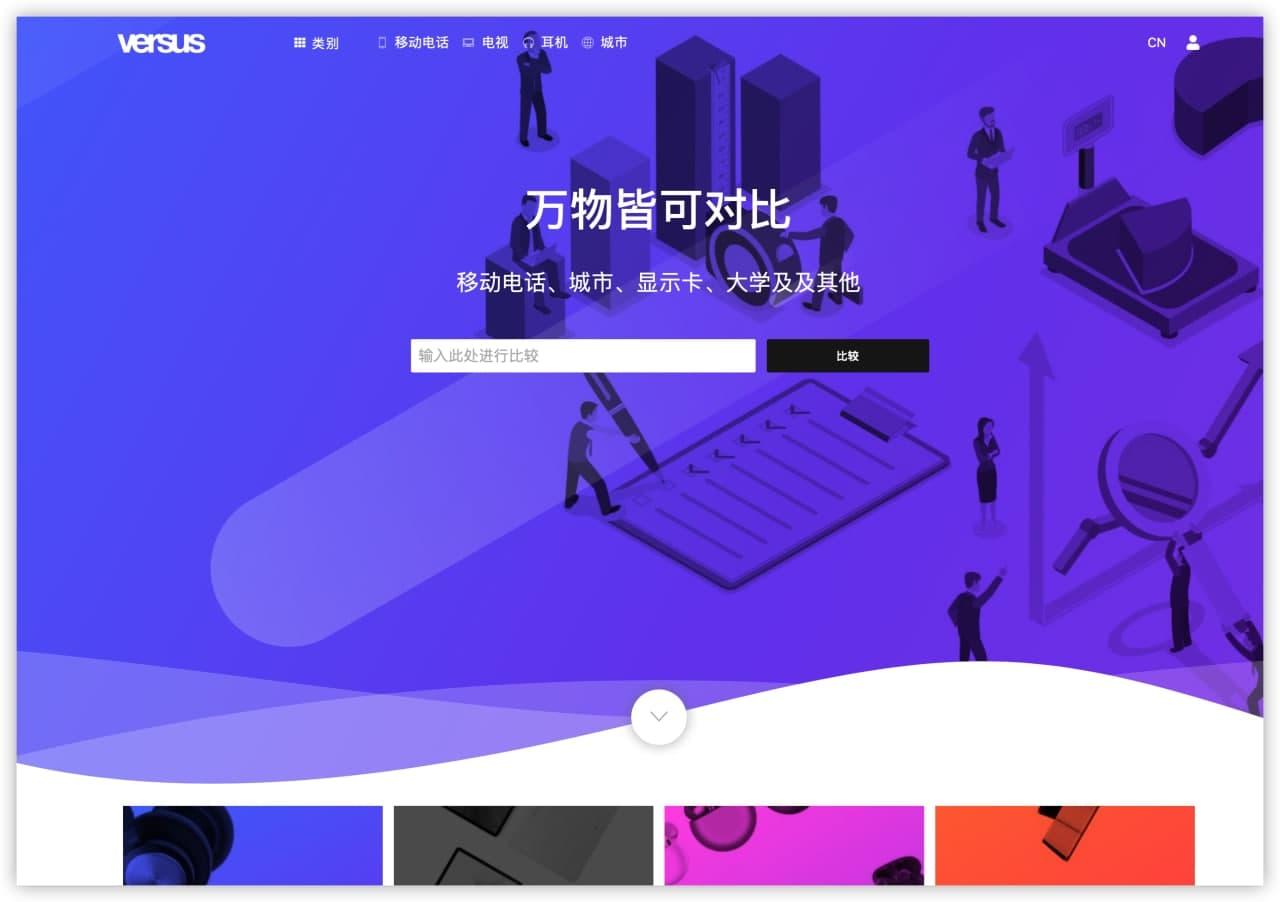 versus
类别
移动电话
电视
耳机
城市
CN
万物皆可对比
移动电话、城市、显示卡、大学及及其他
输入此处进行比较
比较